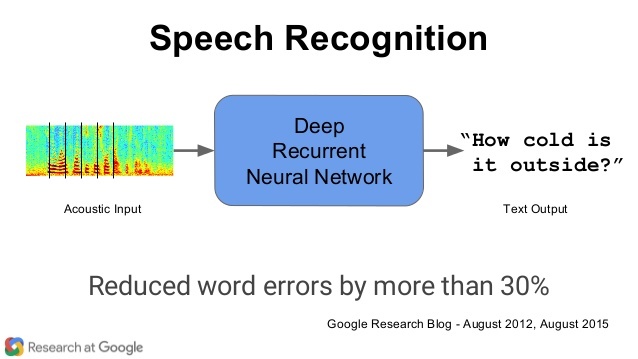 Speech Recognition
Deep
Recurrent
Neural Network
“How cold is
it outside?”
Acoustic Input
Text Output
Reduced word errors by more than 30%
Google Research Blog - August 2012, August 2015
Research at Google